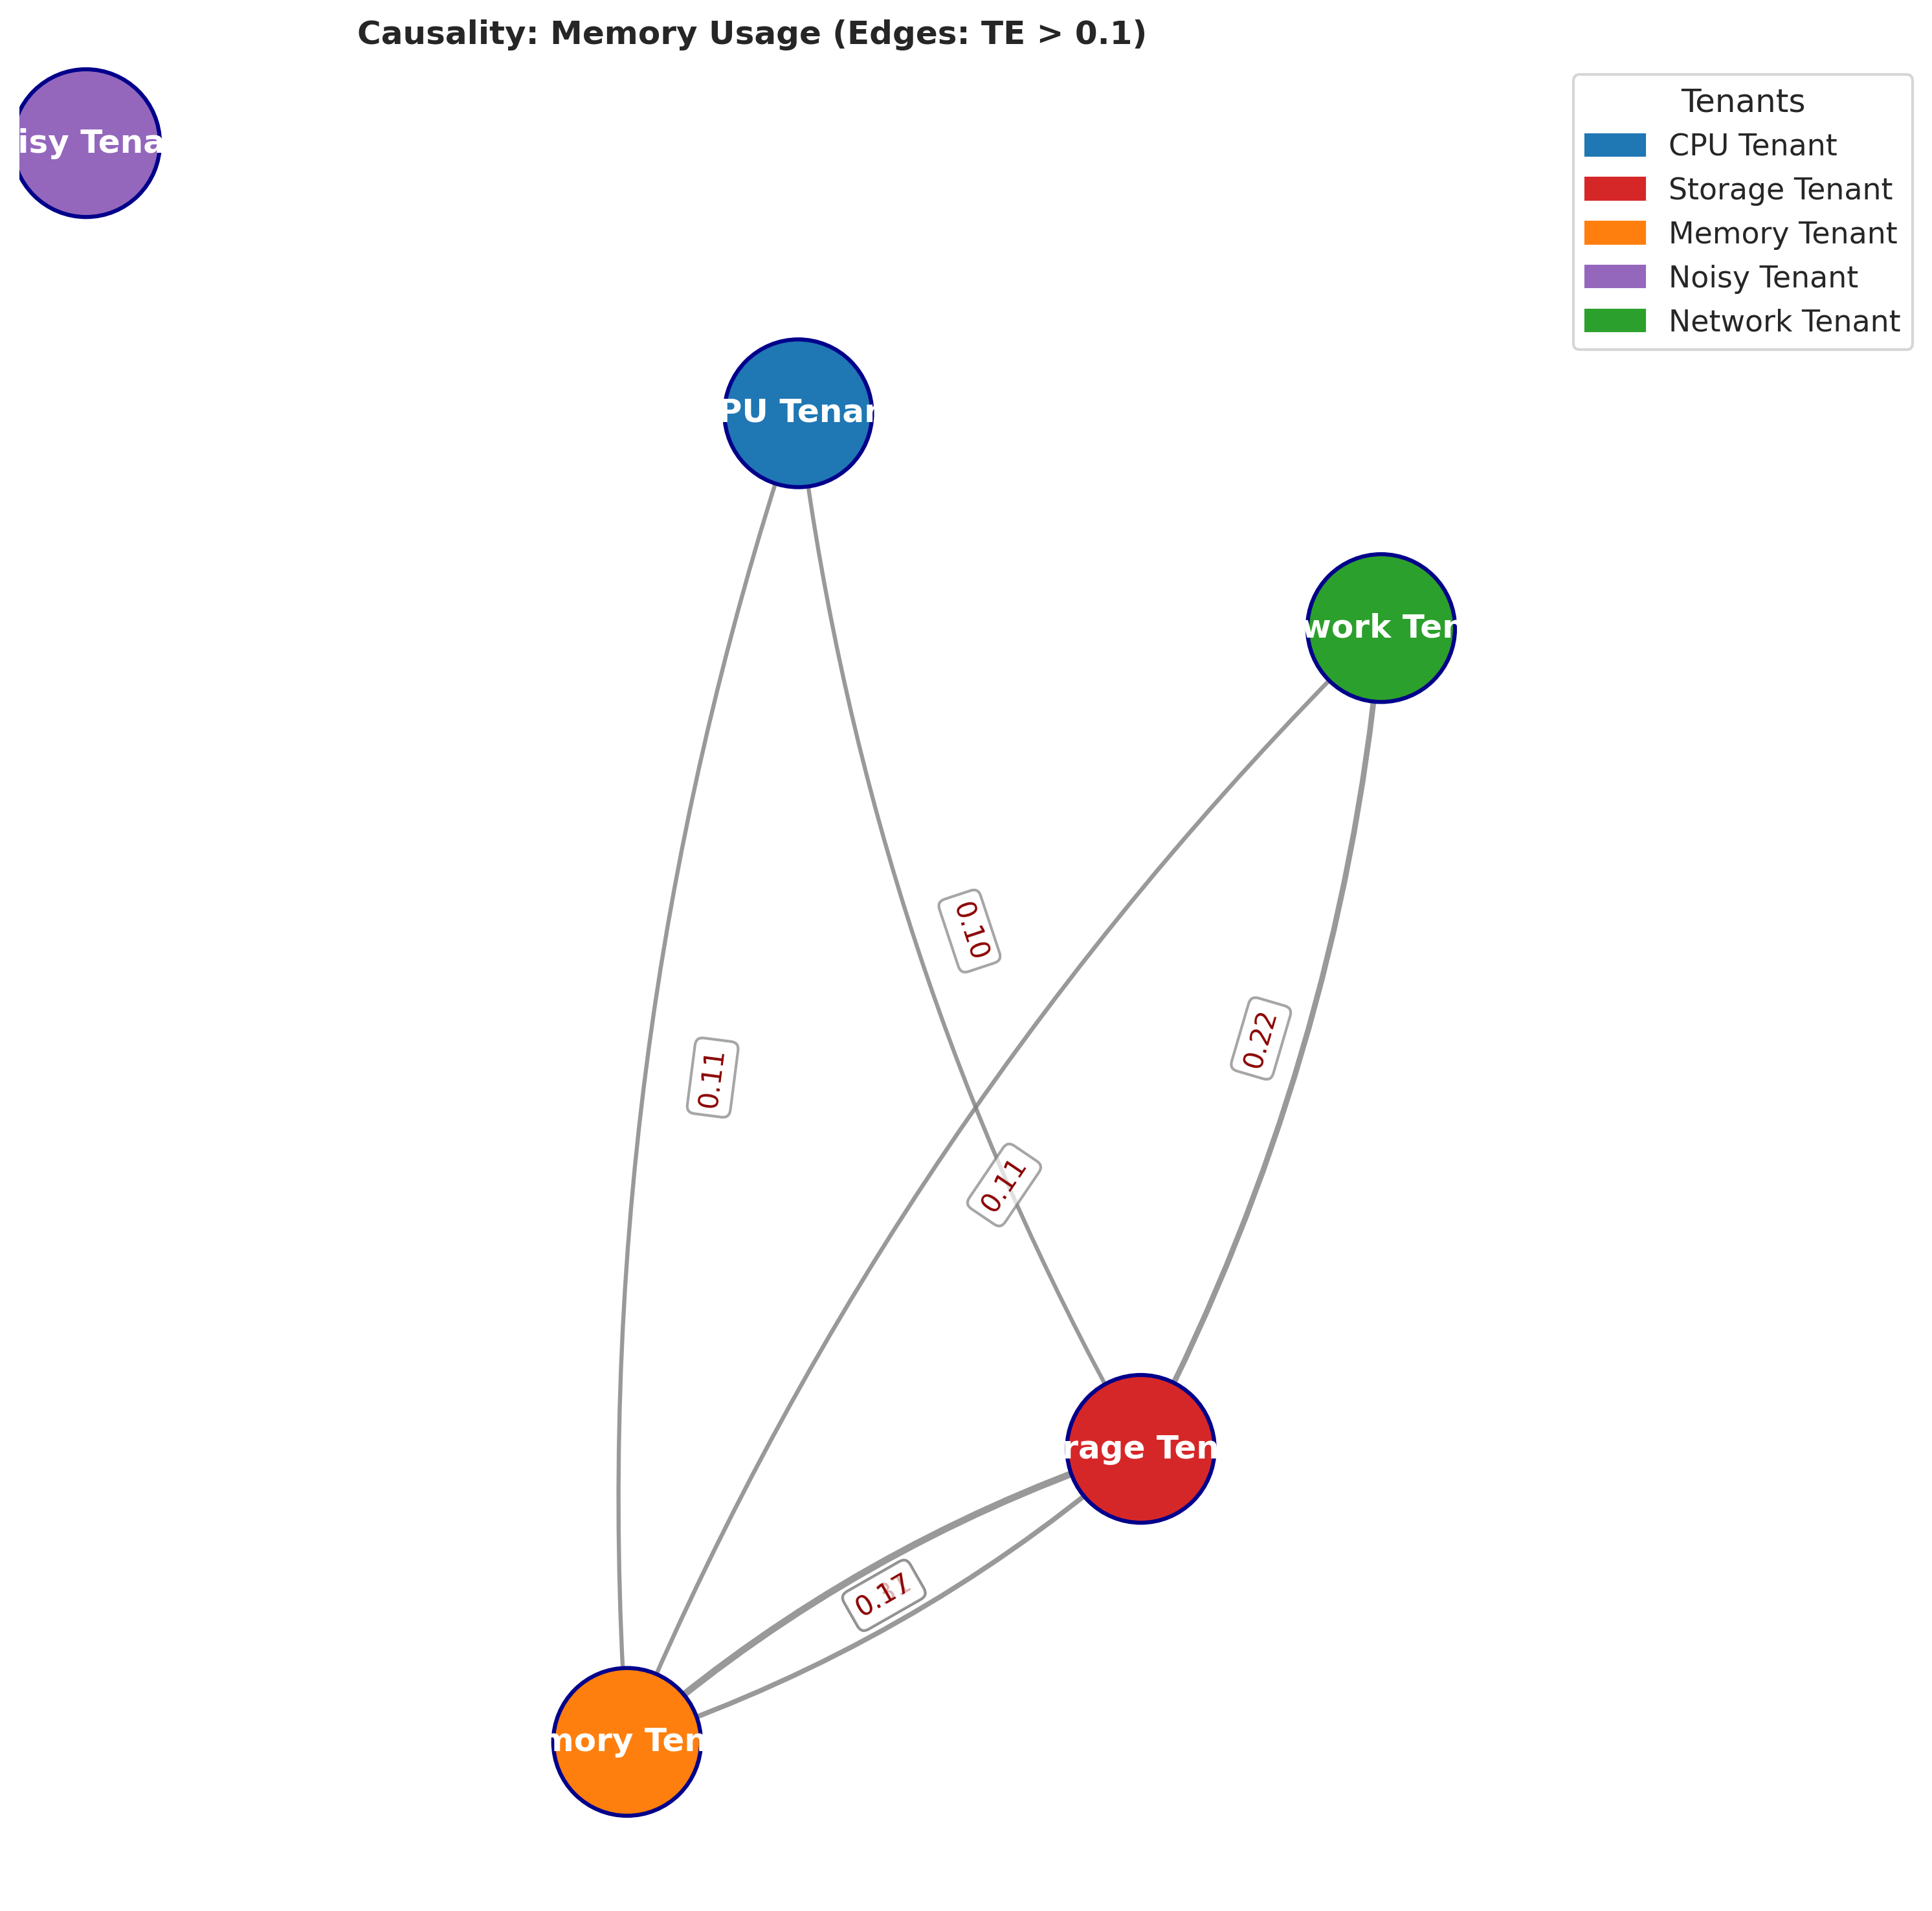 Causality: Memory Usage (Edges: TE > 0.1)
Tenants
CPU Tenant
Storage Tenant
Memory Tenant
Noisy Tenant
Network Tenant
isy Tena
PU Tenar
work Ter
0.10
0.22
0.11
0.11
rage Ten
0.17
mory Ten